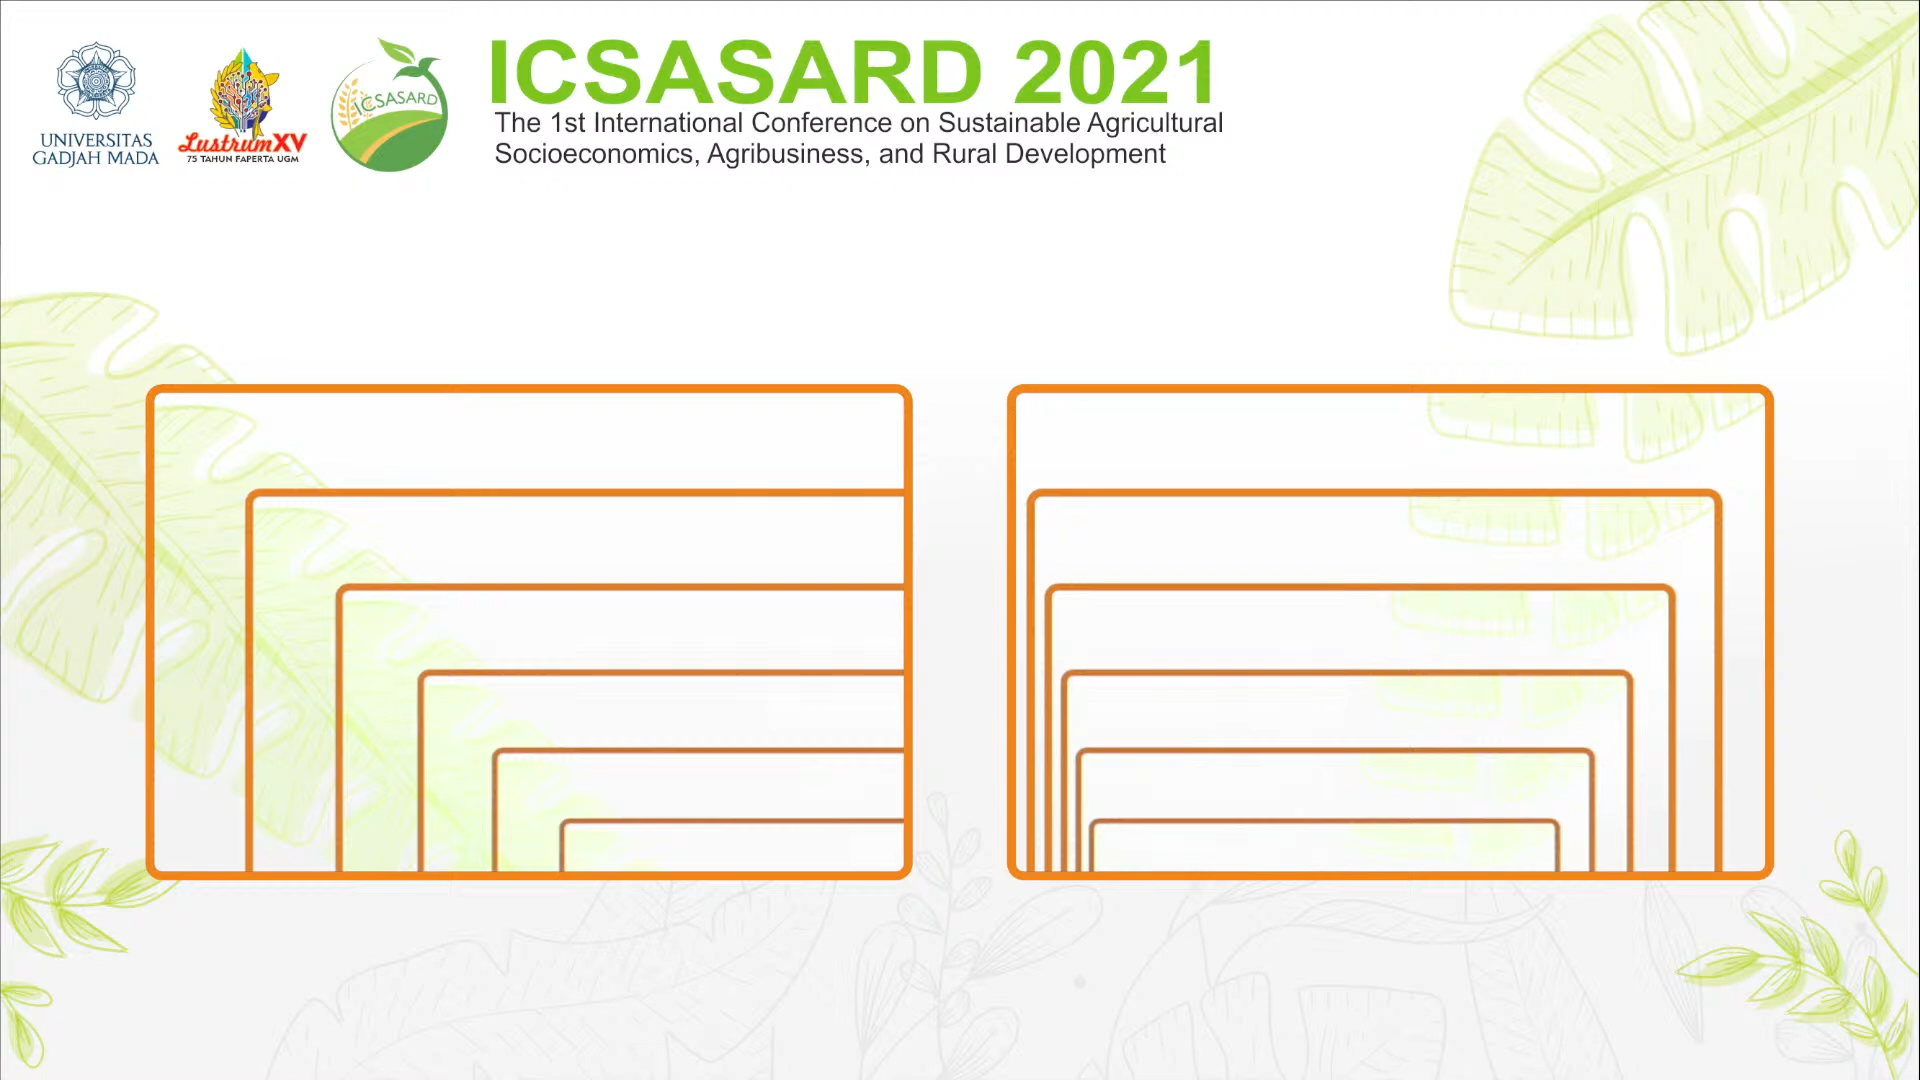 UNIVERSITAS
GADJAH MADA
LustrumXV
75 TAHUN FAPERTA UGM
ICSASARD
ICSASARD 2021
The 1st International Conference on Sustainable Agricultural
Socioeconomics, Agribusiness, and Rural Development